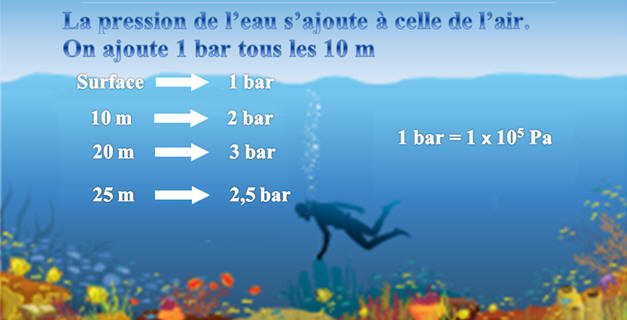 La pression de l'eau s'ajoute à celle de l'air.
On ajoute 1 bar tous les 10 m
Surface 1 bar
10 m 2 bar
20 m 3 bar
25 m 2,5 bar
1 bar = 1 x 10⁵ Pa